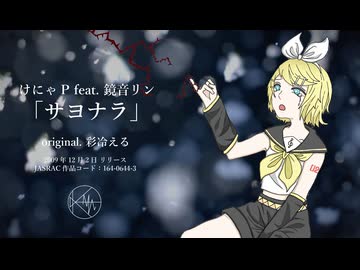 けにゃP feat. 鏡音リン
「サヨナラ」
original. 彩冷える
2009年12月2日 リリース
JASRAC作品コード：164-0644-3